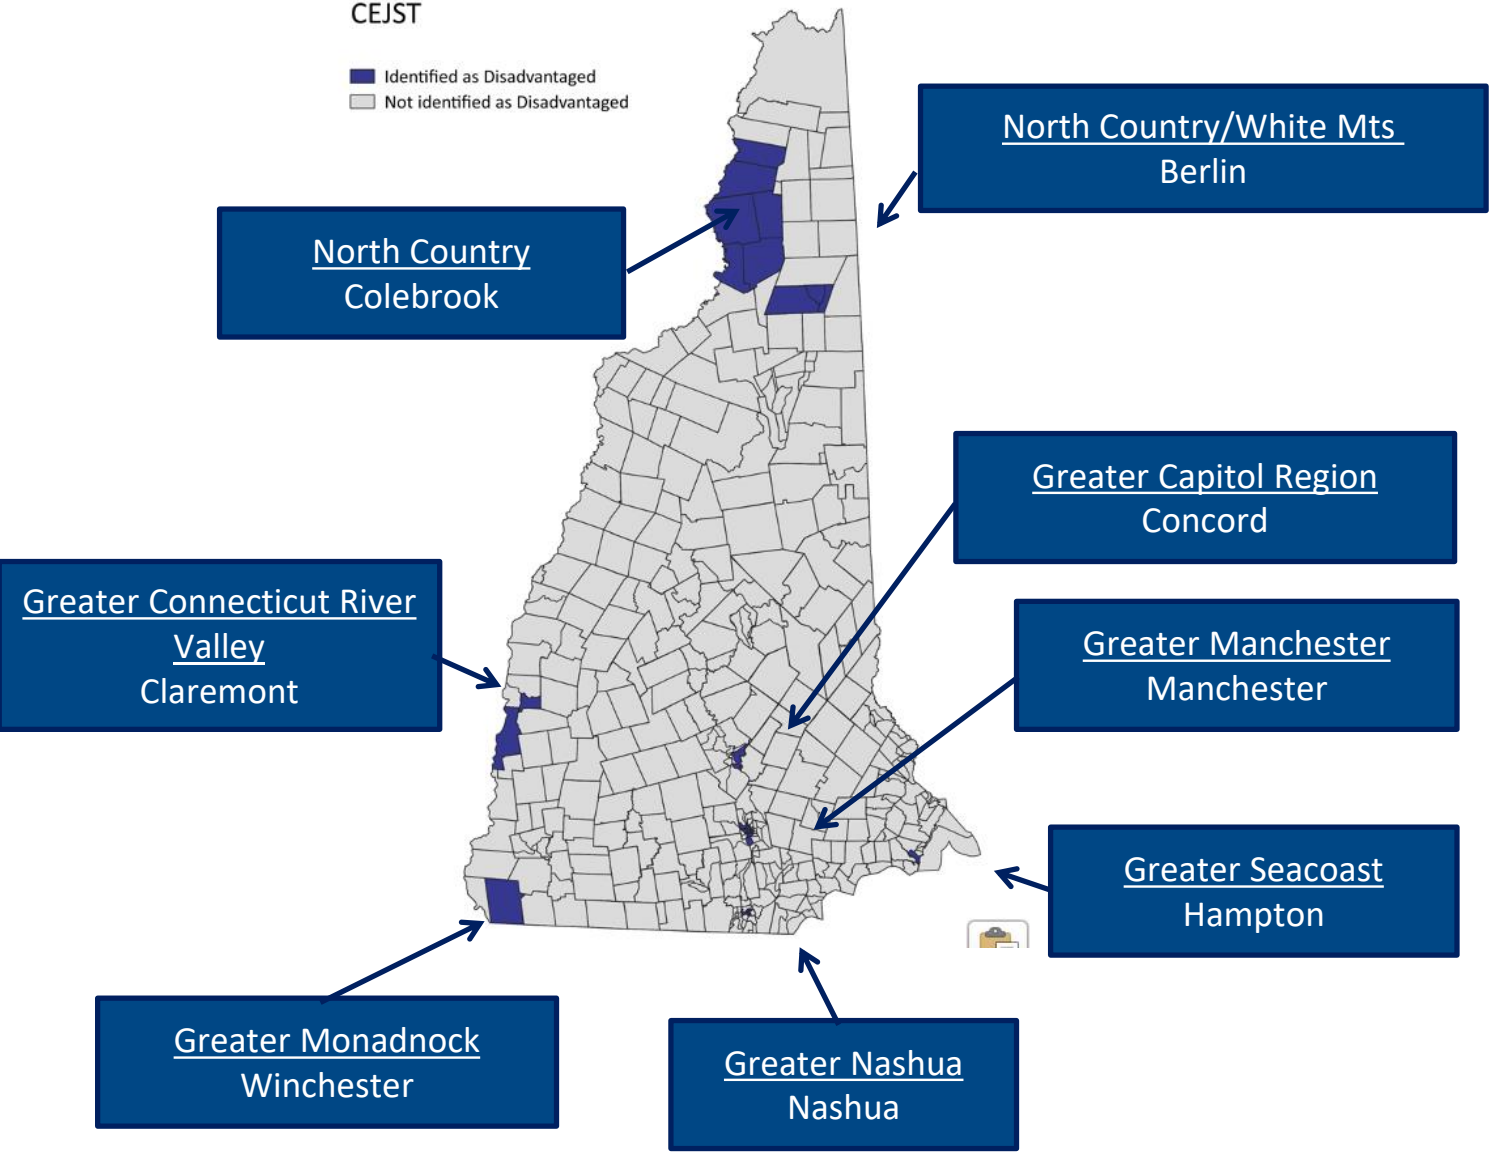 CEJST
Identified as Disadvantaged
Not identified as Disadvantaged
North Country/White Mts
Berlin
North Country
Colebrook
Greater Capitol Region
Concord
Greater Connecticut River
Valley
Claremont
Greater Manchester
Manchester
Greater Seacoast
Hampton
Greater Monadnock
Winchester
Greater Nashua
Nashua